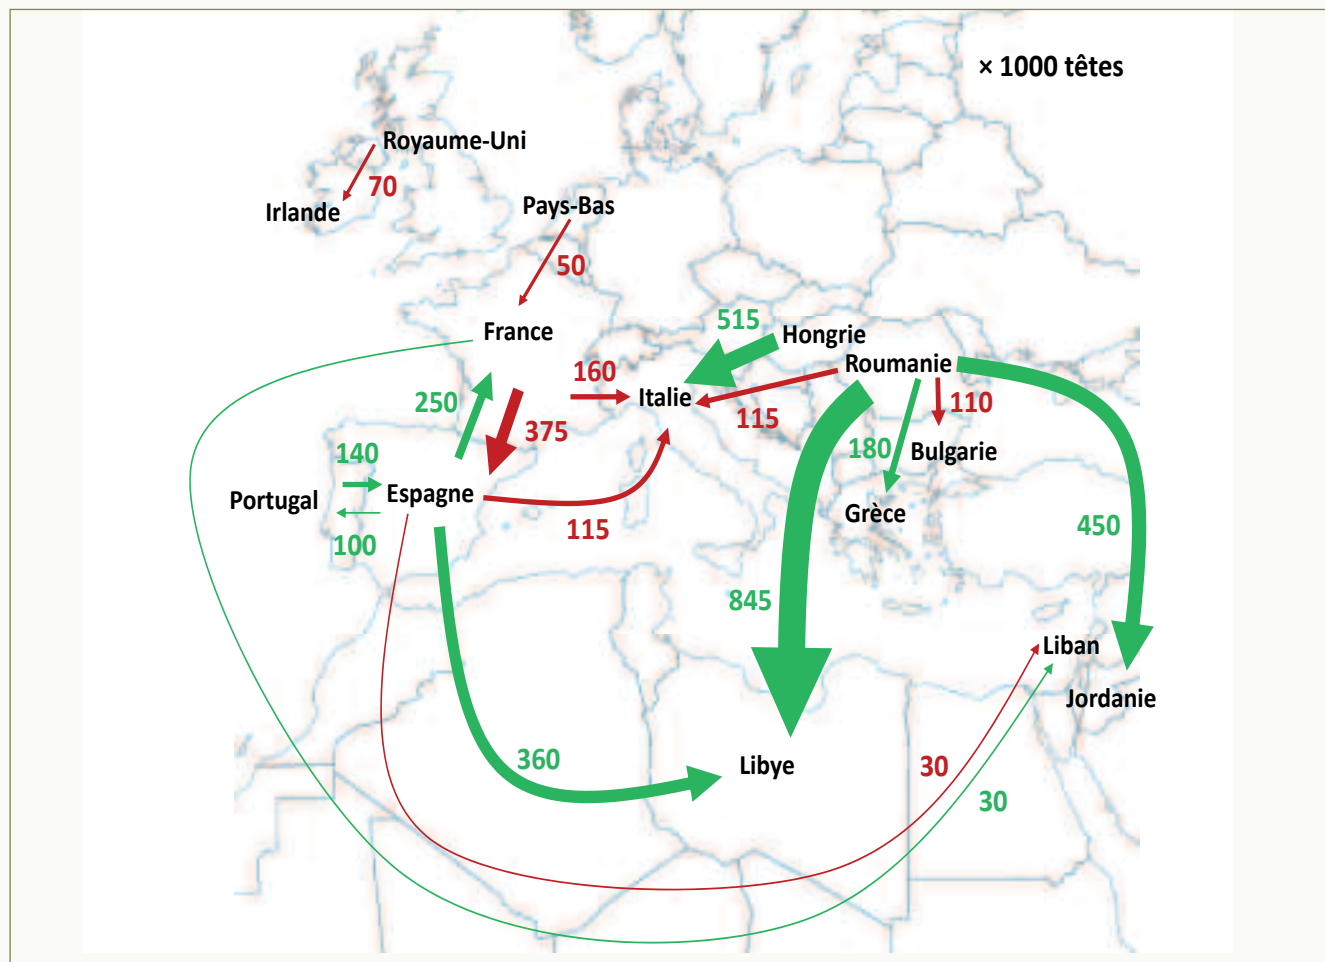 × 1000 têtes
Royaume-Uni
70
Irlande
Pays-Bas
50
France
515
Hongrie
Roumanie
160
Italie
115
110
250
375
180
Bulgarie
140
Portugal
Espagne
100
115
Grèce
450
845
Liban
Jordanie
360
Libye
30
30